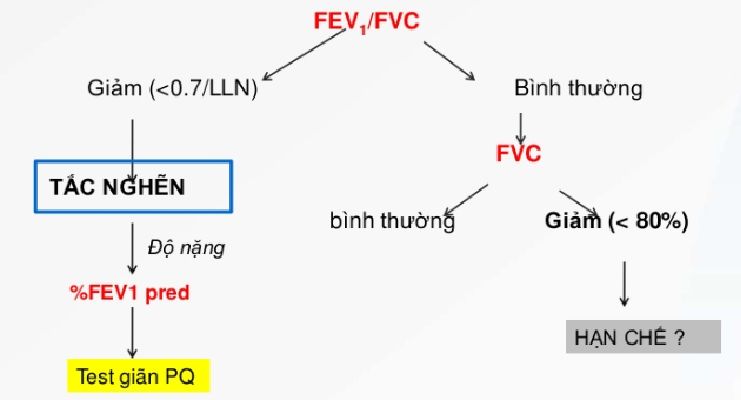 FEV1/FVC
Giảm (<0.7/LLN)
Bình thường
FVC
TẮC NGHẼN
bình thường
Giảm (< 80%)
Độ nặng
%FEV1 pred
HẠN CHẾ ?
Test giãn PQ